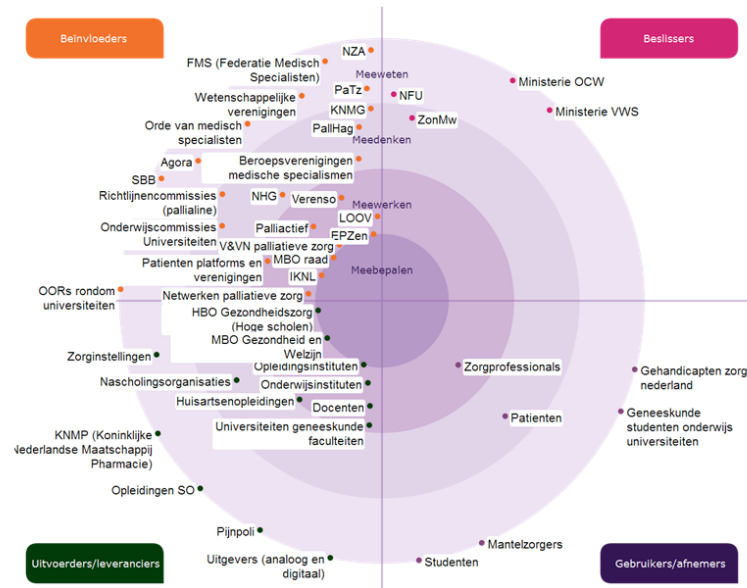 Beïnvloeders
Beslissers
NZA
FMS (Federatie Medisch
Specialisten)
Meeweten
Ministerie OCW
PaTz
NFU
Wetenschappelijke
verenigingen
KNMG
Ministerie VWS
ZonMw
Orde van medisch
specialisten
PallHag
Meedenken
Agora
Beroepsverenigingen
medische specialismen
SBB
Richtlijnencommissies
(pallialine)
NHG
Verenso
Meewerken
LOOV
Onderwijscommissies
Universiteiten
Palliactief
EPZen
V&VN palliatieve zorg
Patienten platforms en
verenigingen
MBO raad
Meebepalen
IKNL
OORs rondom
universiteiten
Netwerken palliatieve zorg
HBO Gezondheidszorg
(Hoge scholen)
MBO Gezondheid en
Welzijn
Zorginstellingen
Opleidingsinstituten
Zorgprofessionals
Gehandicapten zorg
nederland
Nascholingsorganisaties
Onderwijsinstituten
Huisartsenopleidingen
Docenten
Patienten
Geneeskunde
studenten onderwijs
universiteiten
Universiteiten geneeskunde
faculteiten
KNMP (Koninklijke
Nederlandse Maatschappij
Pharmacie)
Opleidingen SO
Pijnpoli
Mantelzorgers
Uitgevers (analoog en
digitaal)
Studenten
Uitvoerders/leveranciers
Gebruikers/afnemers